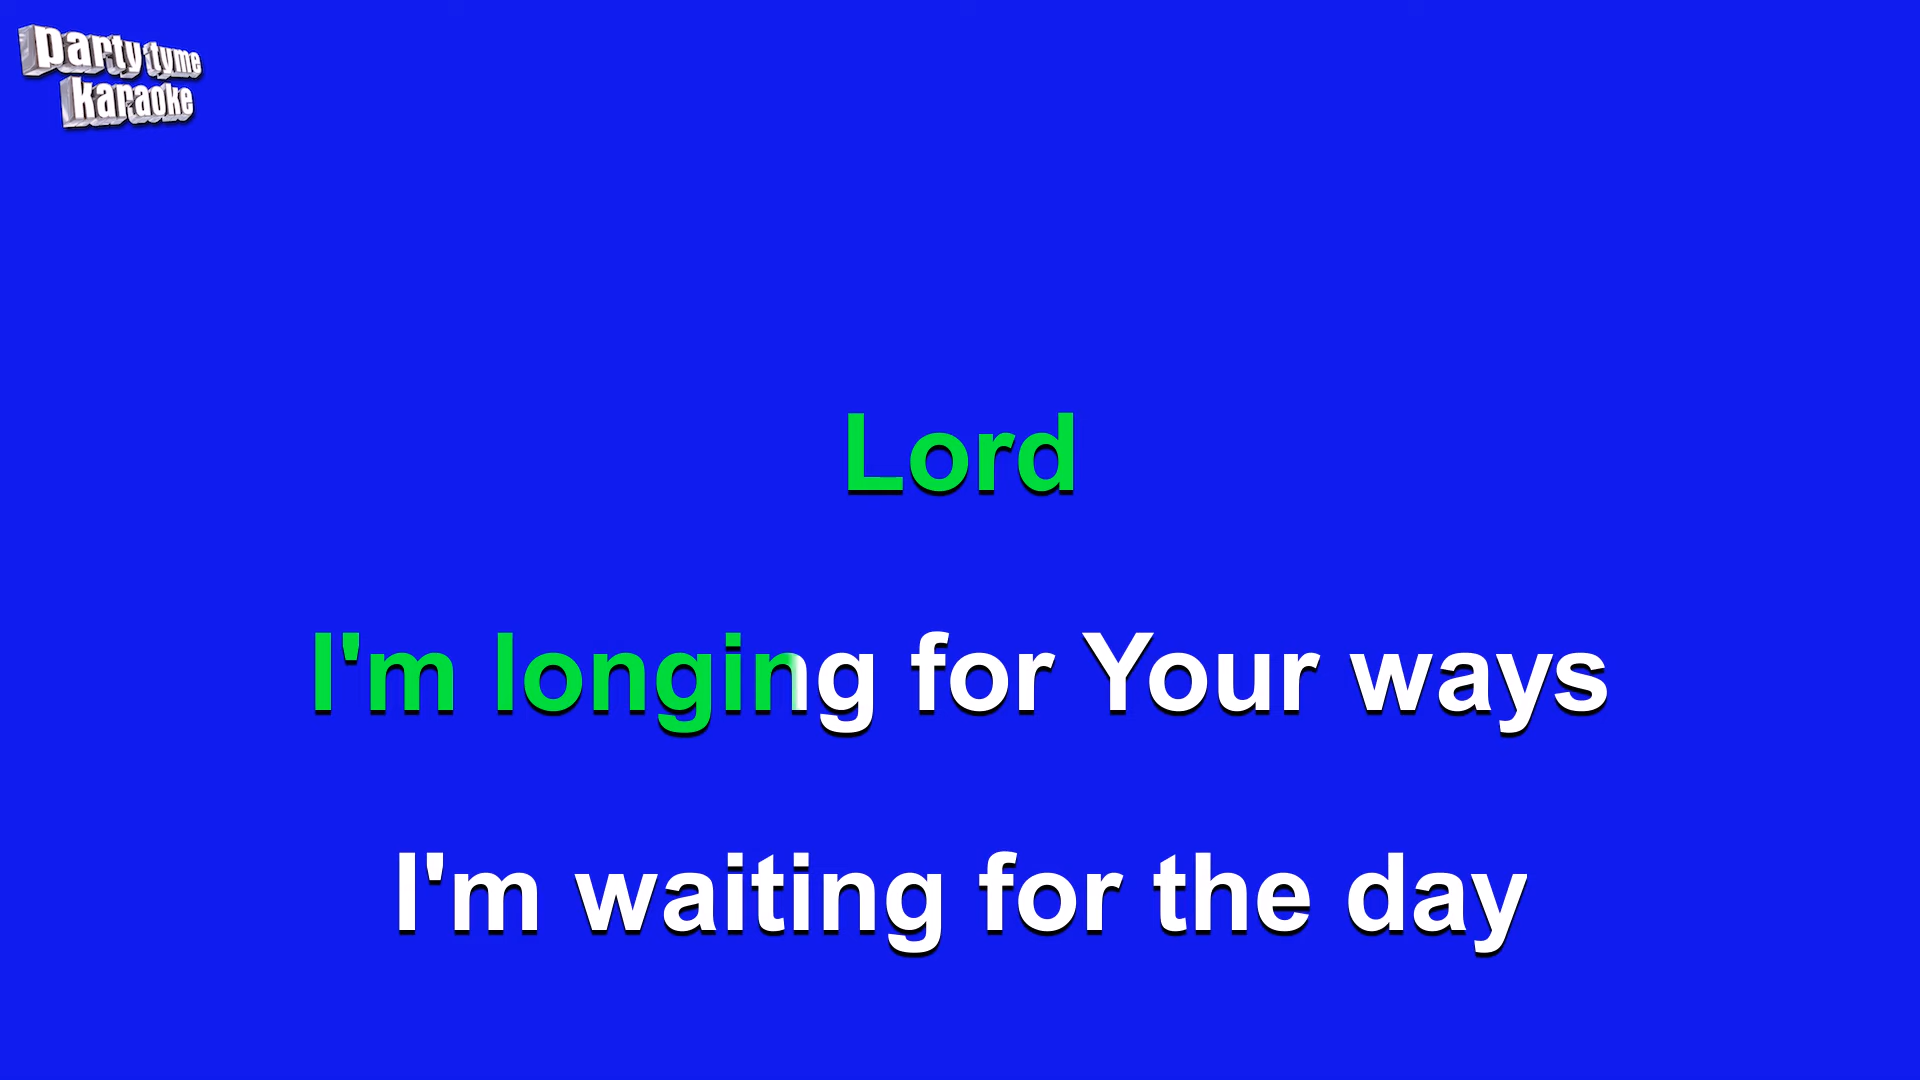 party tyme
karaoke
Lord
I'm longing for Your ways
I'm waiting for the day